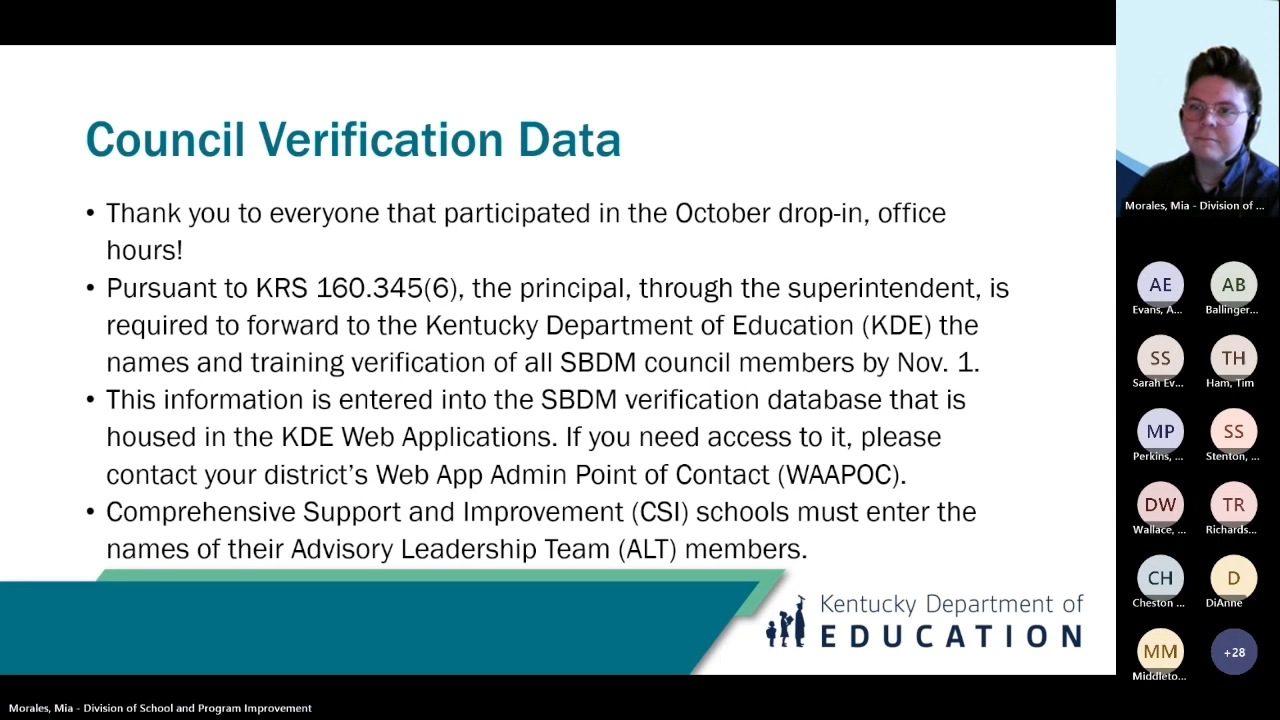 Council Verification Data
• Thank you to everyone that participated in the October drop-in, office
hours!
• Pursuant to KRS 160.345(6), the principal, through the superintendent, is
required to forward to the Kentucky Department of Education (KDE) the
names and training verification of all SBDM council members by Nov. 1.
• This information is entered into the SBDM verification database that is
housed in the KDE Web Applications. If you need access to it, please
contact your district's Web App Admin Point of Contact (WAAPOC).
• Comprehensive Support and Improvement (CSI) schools must enter the
names of their Advisory Leadership Team (ALT) members.
Kentucky Department of
EDUCATION
Morales, Mia - Division of ...
AE AB
Evans, A... Ballinger...
SS TH
Sarah Ev... Ham, Tim
MP SS
Perkins, ... Stenton, ...
DW TR
Wallace, ... Richards...
CH D
Cheston ... DiAnne
MM +28
Middleto...
Morales, Mia - Division of School and Program Improvement